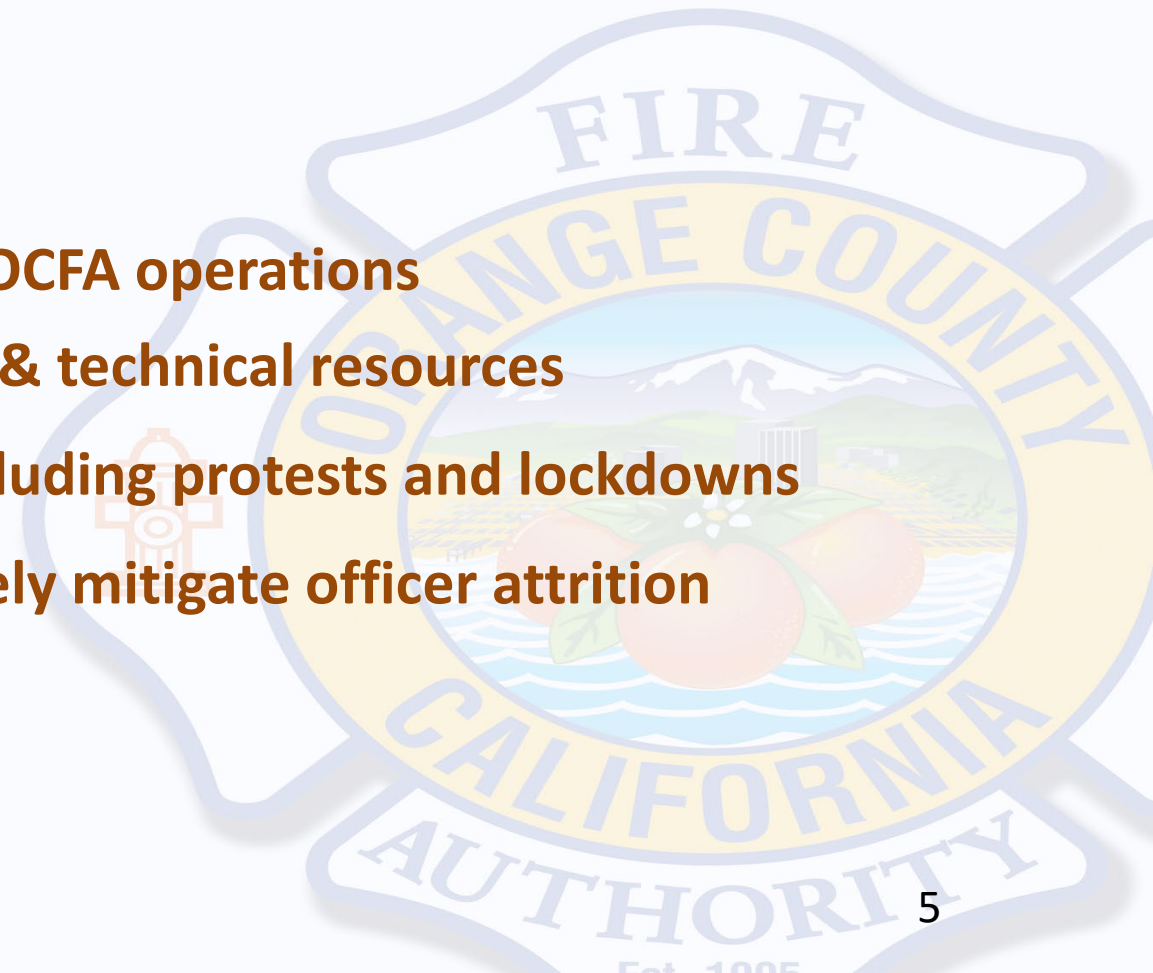 FIRE
ORANGE COUNTY
OCFA operations
& technical resources
luding protests and lockdowns
ely mitigate officer attrition
CALIFORNIA
AUTHORITY
5